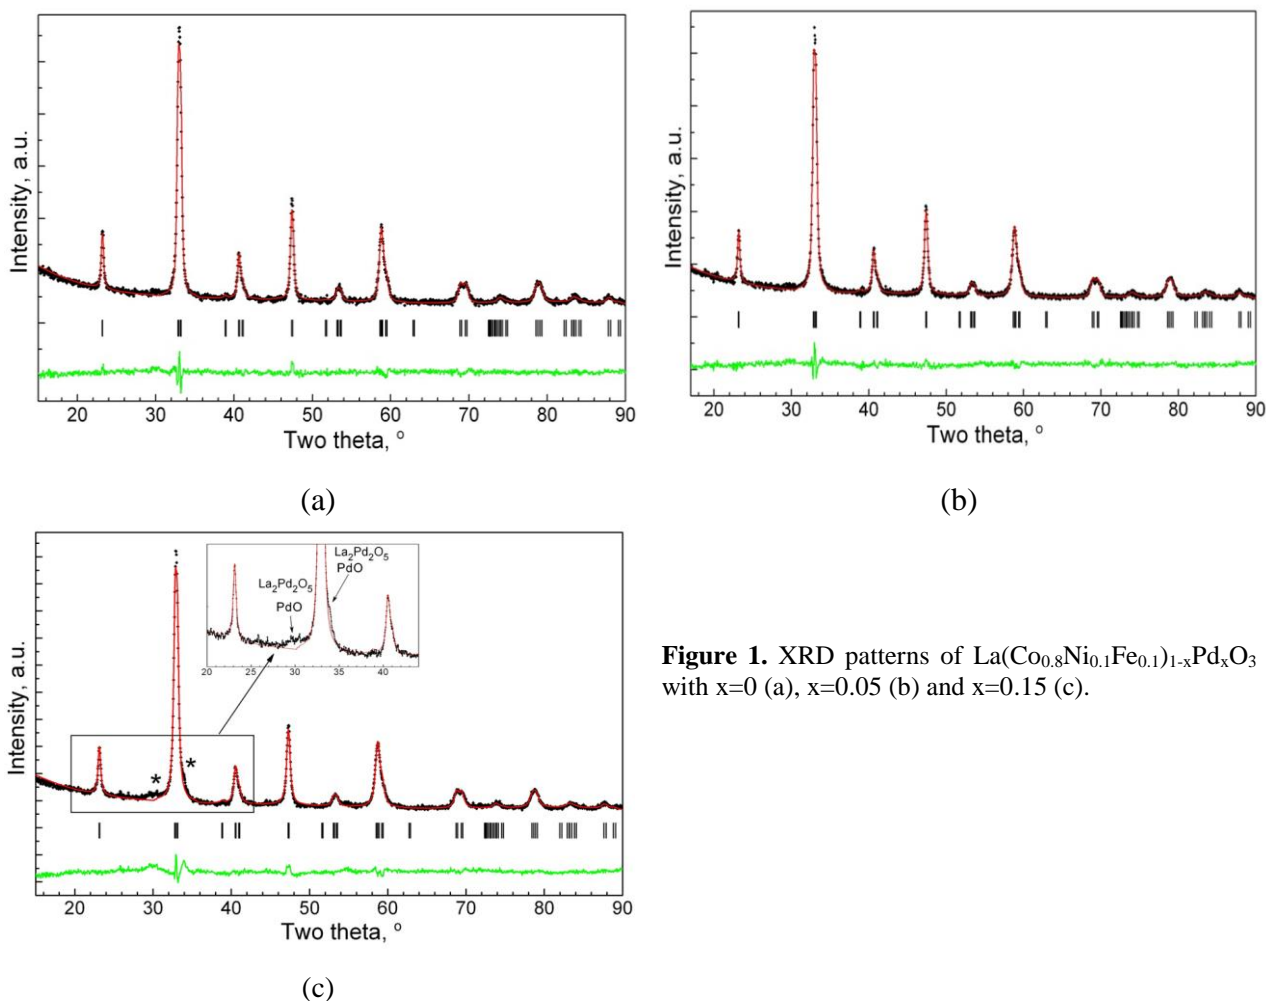 Intensity, a.u.
20 30 40 50 60 70 80 90
Two theta, °
(a)
Intensity, a.u.
20 30 40 50 60 70 80 90
Two theta, °
(b)
La₂Pd₂O₅
PdO
La₂Pd₂O₅
PdO
20 25 30 35 40
* *
Intensity, a.u.
20 30 40 50 60 70 80 90
Two theta, °
(c)
Figure 1. XRD patterns of La(Co₀.₈Ni₀.₁Fe₀.₁)₁₋ₓPdₓO₃
with x=0 (a), x=0.05 (b) and x=0.15 (c).